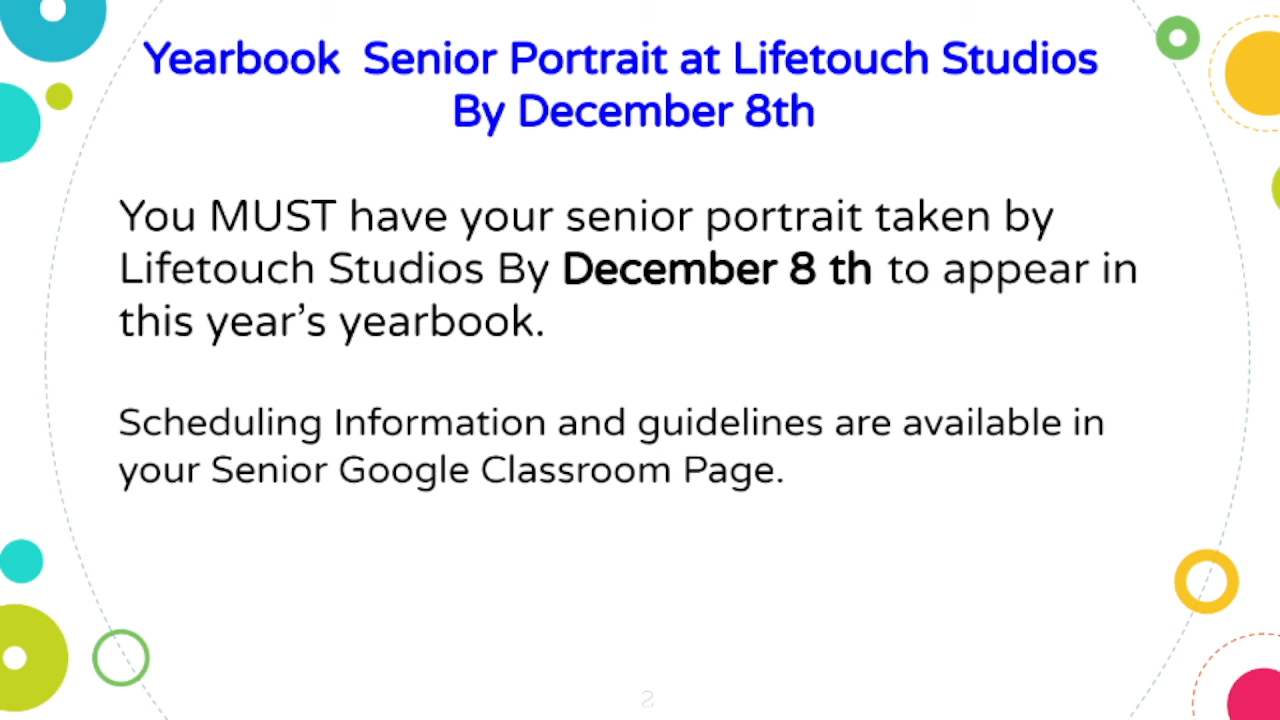 Yearbook  Senior Portrait at Lifetouch Studios
By December 8th
You MUST have your senior portrait taken by
Lifetouch Studios By December 8 th to appear in
this year’s yearbook.
Scheduling Information and guidelines are available in
your Senior Google Classroom Page.
2